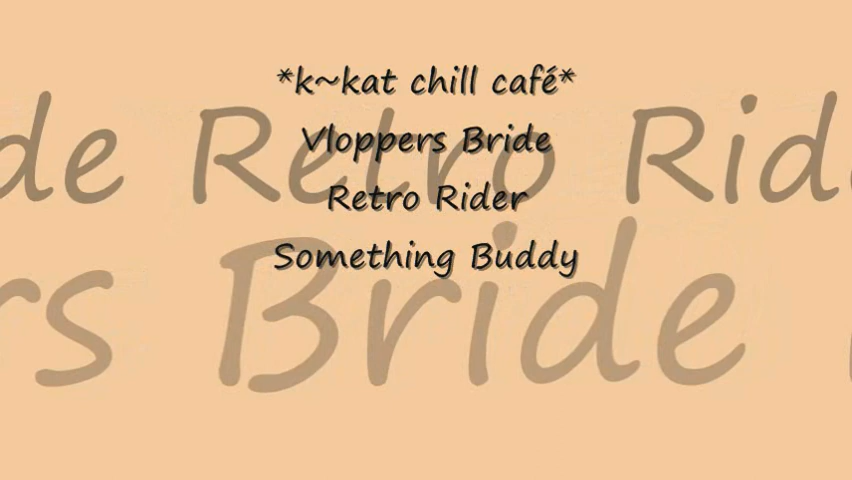 *k~kat chill café*
Vloppers Bride
Retro Rider
Something Buddy
de Retro Rid
rs Bride